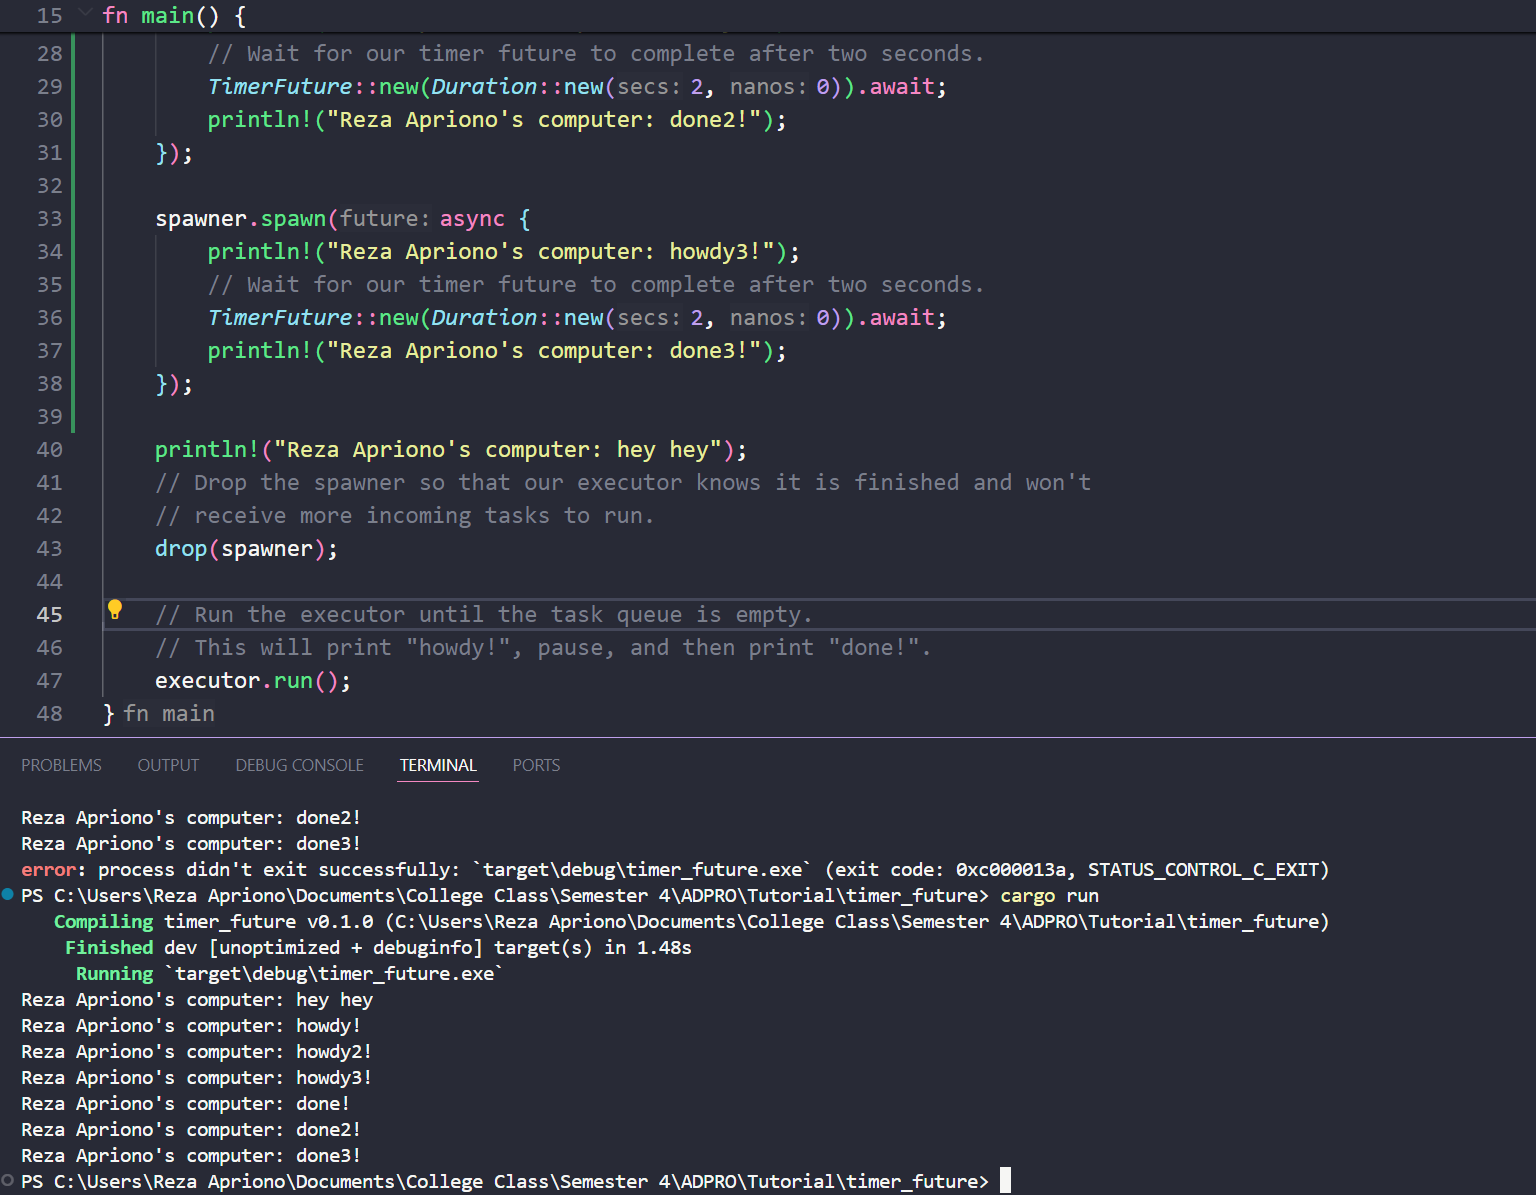 15 fn main() {
28 // Wait for our timer future to complete after two seconds.
29 TimerFuture::new(Duration::new(secs: 2, nanos: 0)).await;
30 println!("Reza Apriono's computer: done2!");
31 });
32
33 spawner.spawn(future: async {
34 println!("Reza Apriono's computer: howdy3!");
35 // Wait for our timer future to complete after two seconds.
36 TimerFuture::new(Duration::new(secs: 2, nanos: 0)).await;
37 println!("Reza Apriono's computer: done3!");
38 });
39
40 println!("Reza Apriono's computer: hey hey");
41 // Drop the spawner so that our executor knows it is finished and won't
42 // receive more incoming tasks to run.
43 drop(spawner);
44
45 // Run the executor until the task queue is empty.
46 // This will print "howdy!", pause, and then print "done!".
47 executor.run();
48 } fn main
PROBLEMS OUTPUT DEBUG CONSOLE TERMINAL PORTS
Reza Apriono's computer: done2!
Reza Apriono's computer: done3!
error: process didn't exit successfully: `target\debug\timer_future.exe` (exit code: 0xc000013a, STATUS_CONTROL_C_EXIT)
PS C:\Users\Reza Apriono\Documents\College Class\Semester 4\ADPRO\Tutorial\timer_future> cargo run
Compiling timer_future v0.1.0 (C:\Users\Reza Apriono\Documents\College Class\Semester 4\ADPRO\Tutorial\timer_future)
Finished dev [unoptimized + debuginfo] target(s) in 1.48s
Running `target\debug\timer_future.exe`
Reza Apriono's computer: hey hey
Reza Apriono's computer: howdy!
Reza Apriono's computer: howdy2!
Reza Apriono's computer: howdy3!
Reza Apriono's computer: done!
Reza Apriono's computer: done2!
Reza Apriono's computer: done3!
PS C:\Users\Reza Apriono\Documents\College Class\Semester 4\ADPRO\Tutorial\timer_future>